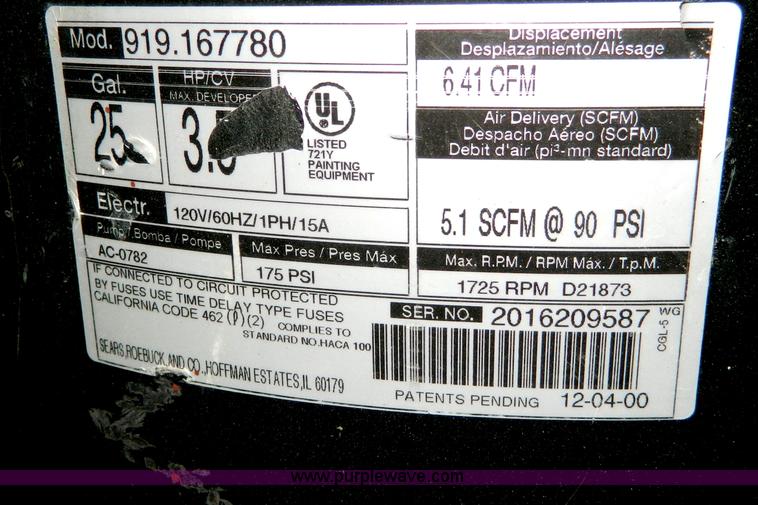 Mod. 919.167780
Gal.
25
HP/CV
MAX. DEVELOPED
3.5
UL
®
LISTED
721Y
PAINTING
EQUIPMENT
Displacement
Desplazamiento/Alésage
6.41 CFM
Air Delivery (SCFM)
Despacho Aéreo (SCFM)
Debit d'air (pi³-mn standard)
5.1 SCFM @ 90 PSI
Electr. 120V/60HZ/1PH/15A
Pump / Bomba / Pompe
AC-0782
Max Pres / Pres Máx
175 PSI
Max. R.P.M. / RPM Máx. / T.p.M.
1725 RPM D21873
IF CONNECTED TO CIRCUIT PROTECTED
BY FUSES USE TIME DELAY TYPE FUSES
CALIFORNIA CODE 462 (l)(2) COMPLIES TO
STANDARD NO.HACA 100
SEARS,ROEBUCK AND CO.,HOFFMAN ESTATES,IL 60179
SER. NO. 2016209587
CGL-5 WG
PATENTS PENDING 12-04-00
www.purplewave.com